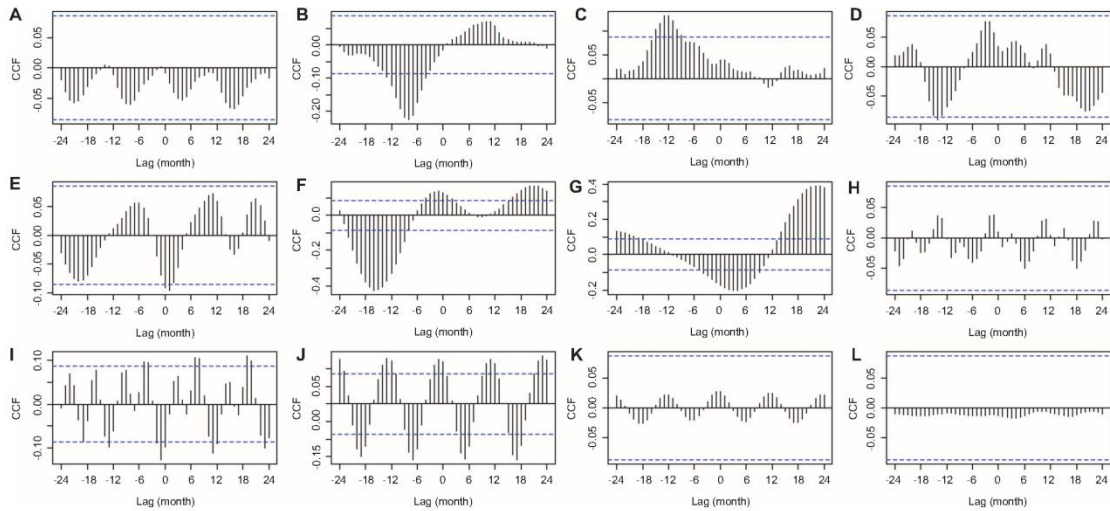 A B C D
CCF 0.05 0.00 -0.05
CCF 0.00 -0.10 -0.20
CCF 0.05 0.00
CCF 0.05 0.00 -0.05
-24 -18 -12 -6 0 6 12 18 24
-24 -18 -12 -6 0 6 12 18 24
-24 -18 -12 -6 0 6 12 18 24
-24 -18 -12 -6 0 6 12 18 24
Lag (month) Lag (month) Lag (month) Lag (month)
E F G H
CCF 0.05 0.00 -0.05 -0.10
CCF 0.0 -0.2 -0.4
CCF 0.4 0.2 0.0 -0.2
CCF 0.05 0.00 -0.05
-24 -18 -12 -6 0 6 12 18 24
-24 -18 -12 -6 0 6 12 18 24
-24 -18 -12 -6 0 6 12 18 24
-24 -18 -12 -6 0 6 12 18 24
Lag (month) Lag (month) Lag (month) Lag (month)
I J K L
CCF 0.10 0.05 0.00 -0.10
CCF 0.05 0.00 -0.05 -0.15
CCF 0.05 0.00 -0.05
CCF 0.05 0.00 -0.05
-24 -18 -12 -6 0 6 12 18 24
-24 -18 -12 -6 0 6 12 18 24
-24 -18 -12 -6 0 6 12 18 24
-24 -18 -12 -6 0 6 12 18 24
Lag (month) Lag (month) Lag (month) Lag (month)